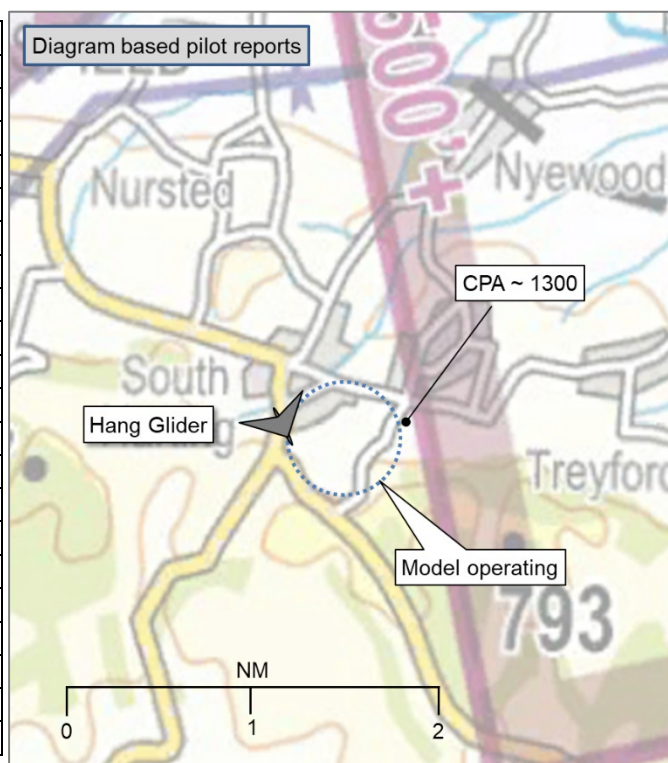 Diagram based pilot reports
600'+
Nursted
Nyewood
CPA ~ 1300
South
Hang Glider
Treyford
Model operating
793
NM
0
1
2